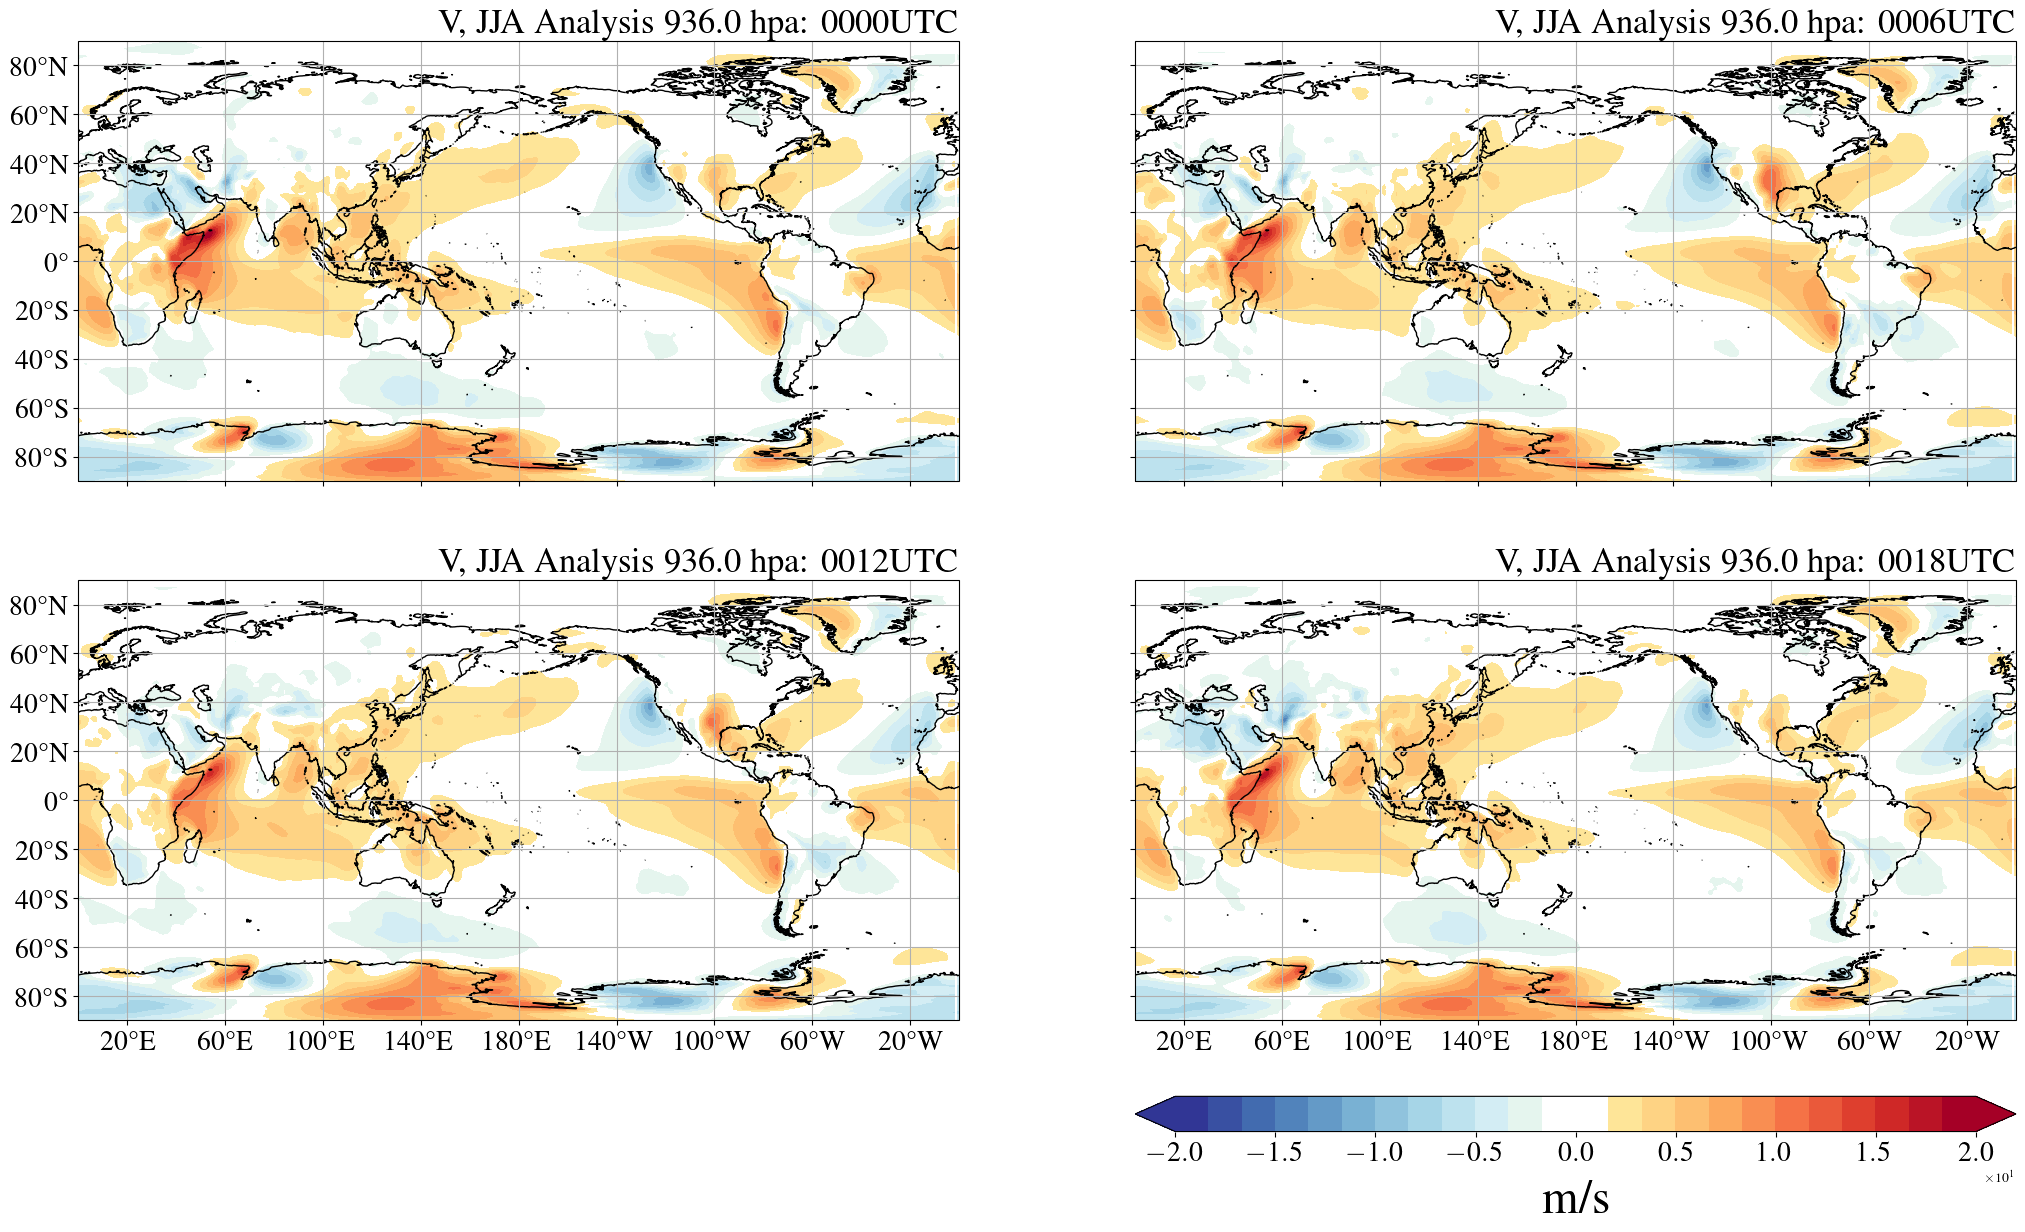 V, JJA Analysis 936.0 hpa: 0000UTC
V, JJA Analysis 936.0 hpa: 0006UTC
80°N
60°N
40°N
20°N
0°
20°S
40°S
60°S
80°S
V, JJA Analysis 936.0 hpa: 0012UTC
V, JJA Analysis 936.0 hpa: 0018UTC
80°N
60°N
40°N
20°N
0°
20°S
40°S
60°S
80°S
20°E 60°E 100°E 140°E 180°E 140°W 100°W 60°W 20°W
20°E 60°E 100°E 140°E 180°E 140°W 100°W 60°W 20°W
−2.0 −1.5 −1.0 −0.5 0.0 0.5 1.0 1.5 2.0
×10¹
m/s